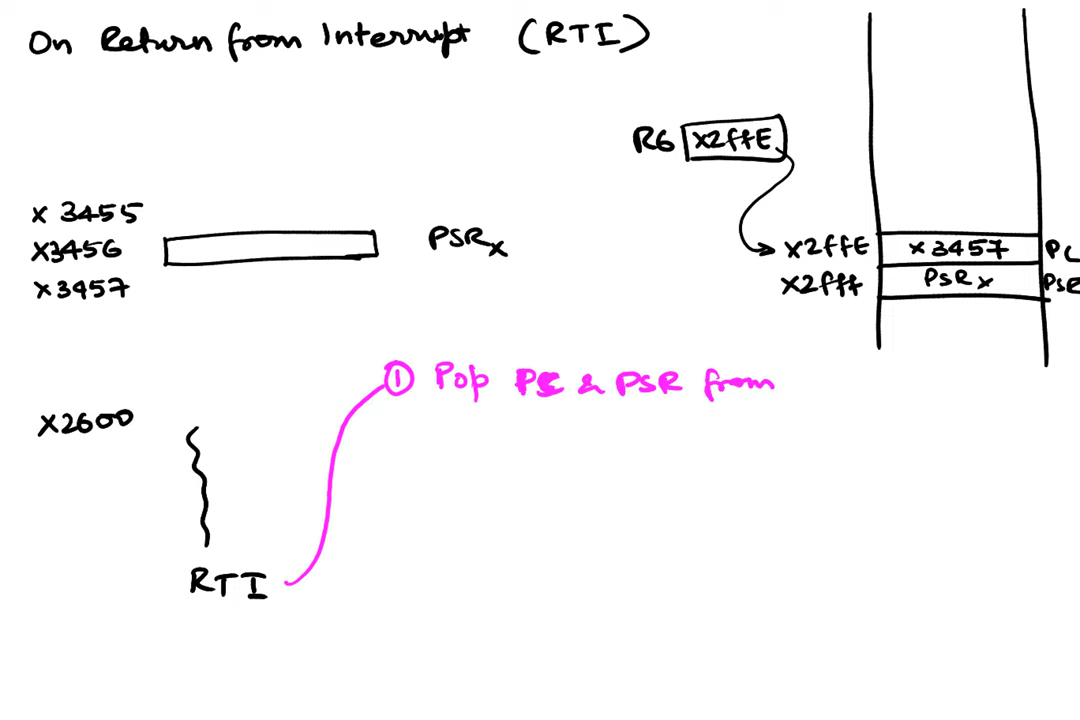 On Return from Interrupt (RTI)
R6 x2ffE
x 3455
x3456 PSRx
x3457
x2ffE x3457 PC
x2fff PSRx PSR
① Pop PC & PSR from
x2600
RTI